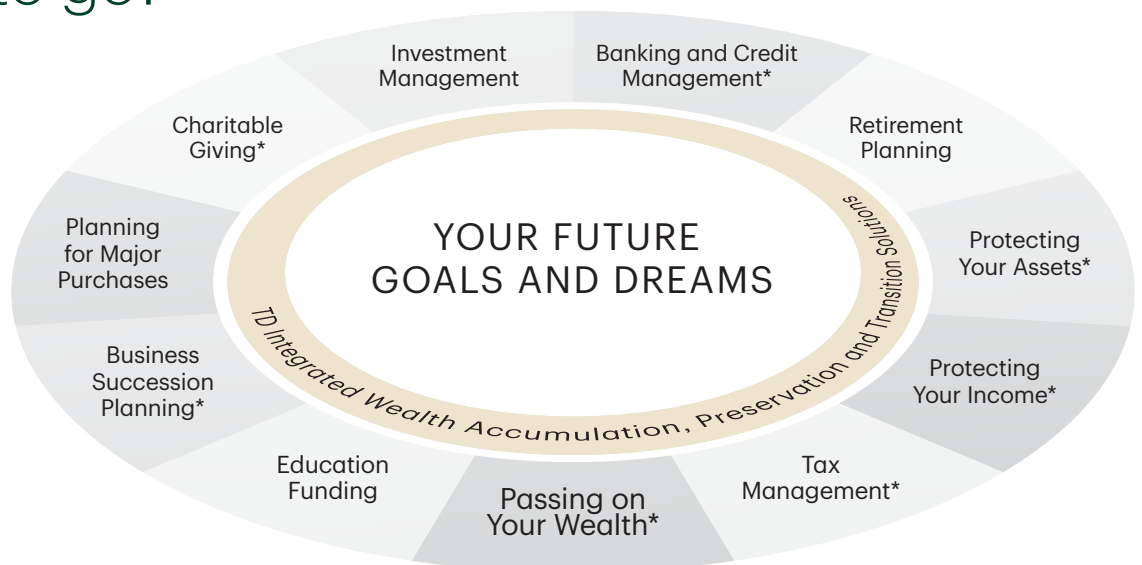 to go.
Investment
Management
Banking and Credit
Management*
Charitable
Giving*
Retirement
Planning
Planning
for Major
Purchases
YOUR FUTURE
GOALS AND DREAMS
Protecting
Your Assets*
TD Integrated Wealth Accumulation, Preservation and Transition Solutions
Business
Succession
Planning*
Protecting
Your Income*
Education
Funding
Passing on
Your Wealth*
Tax
Management*